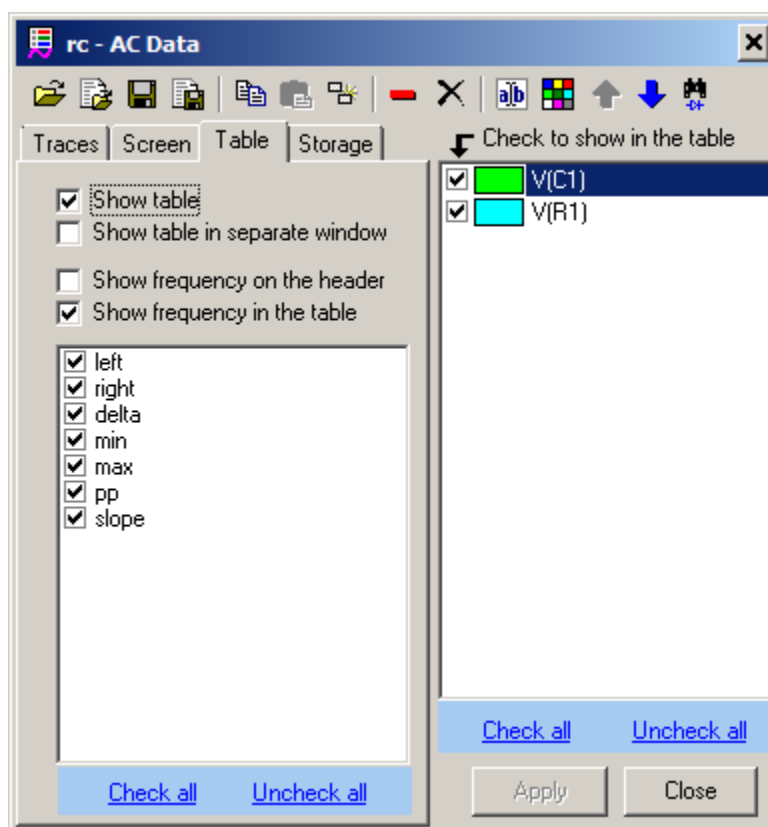 rc - AC Data
Traces Screen Table Storage
Check to show in the table
Show table
Show table in separate window
Show frequency on the header
Show frequency in the table
left
right
delta
min
max
pp
slope
Check all Uncheck all
V(C1)
V(R1)
Check all Uncheck all
Apply Close